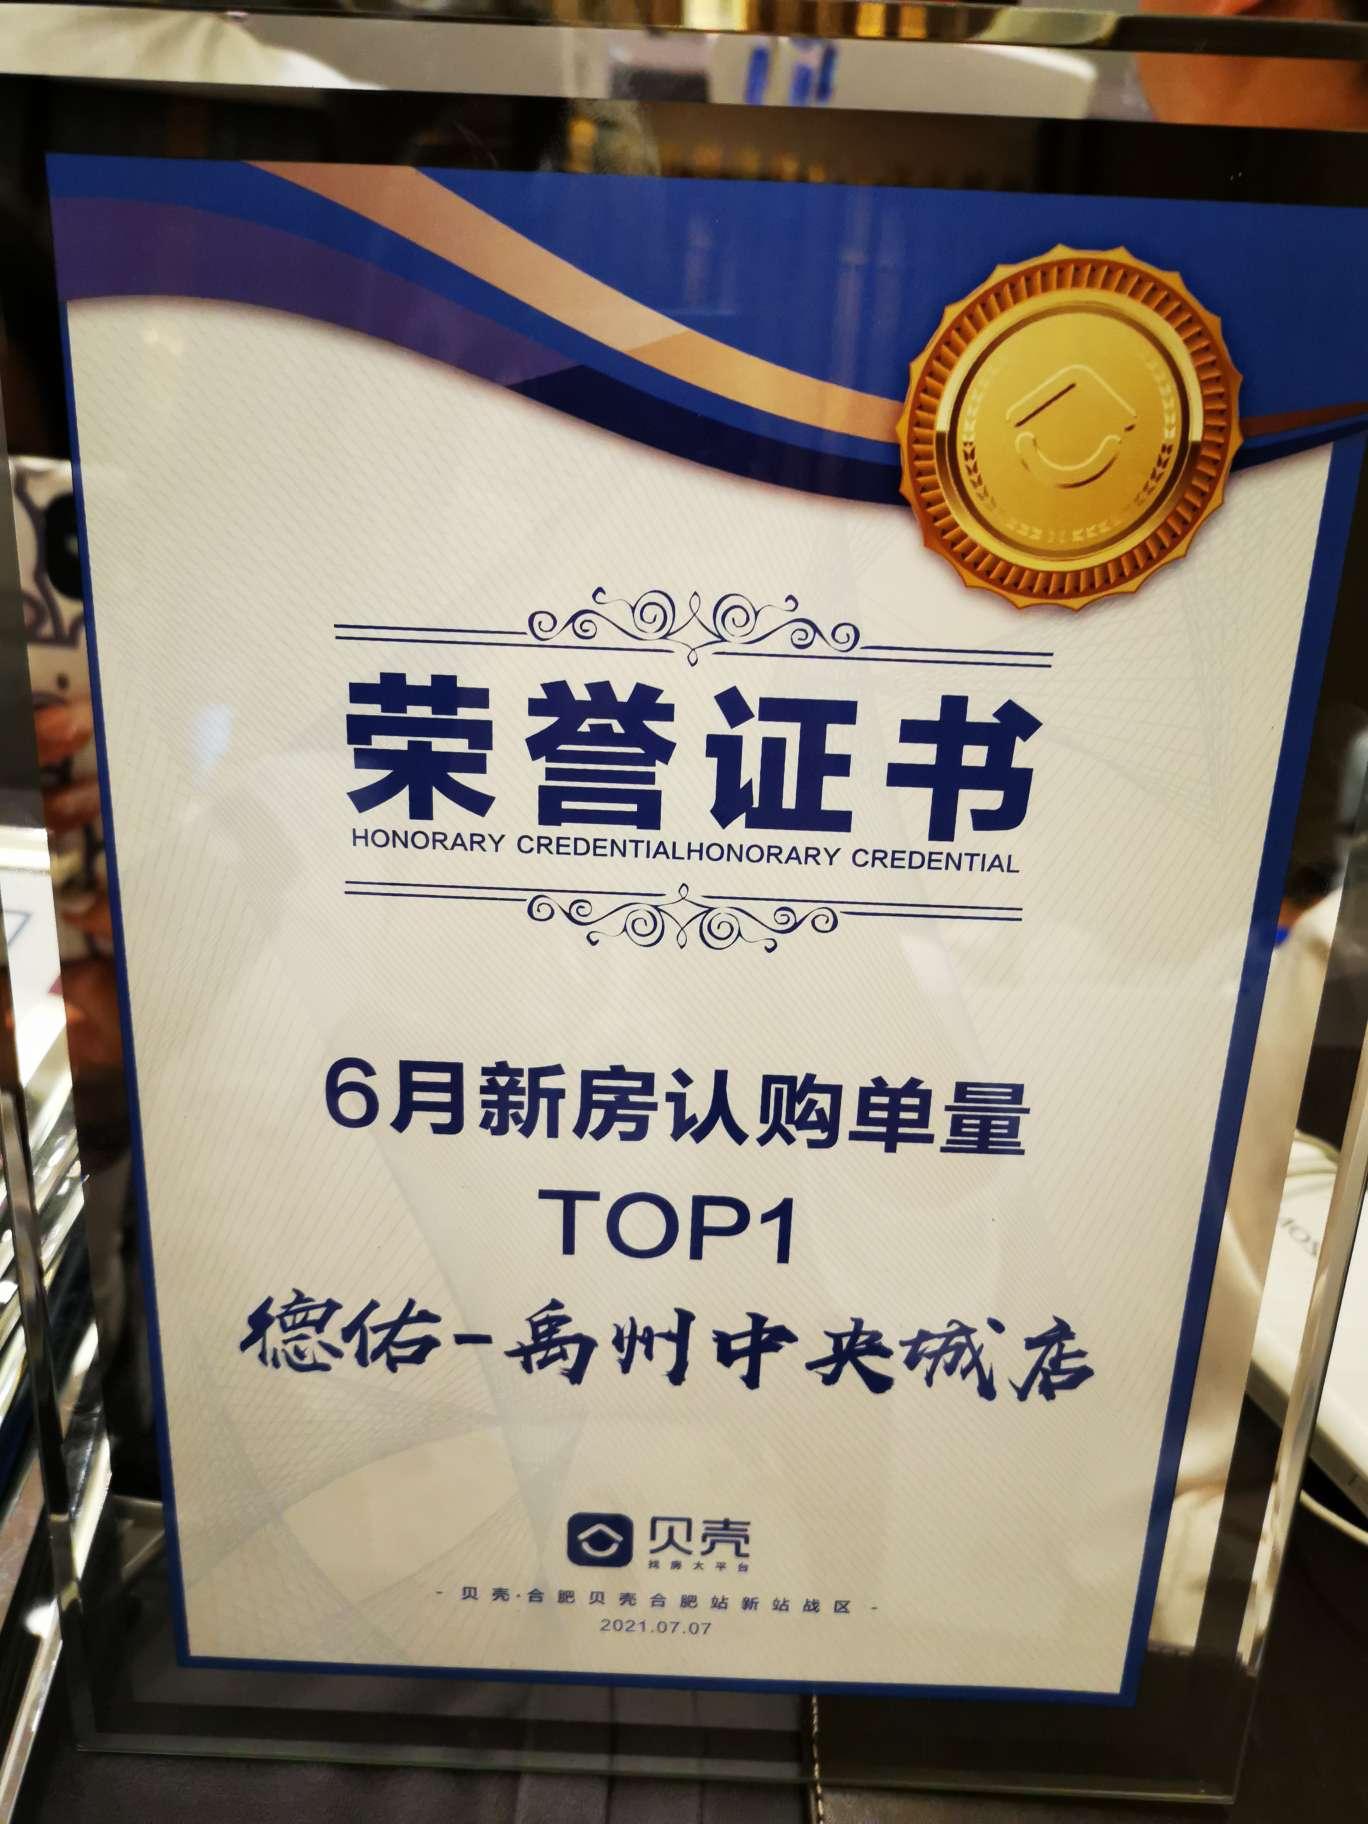 荣誉证书
HONORARY CREDENTIALHONORARY CREDENTIAL
6月新房认购单量
TOP1
德佑-禹州中央城店
贝壳
找房大平台
- 贝壳·合肥贝壳合肥站新站战区 -
2021.07.07